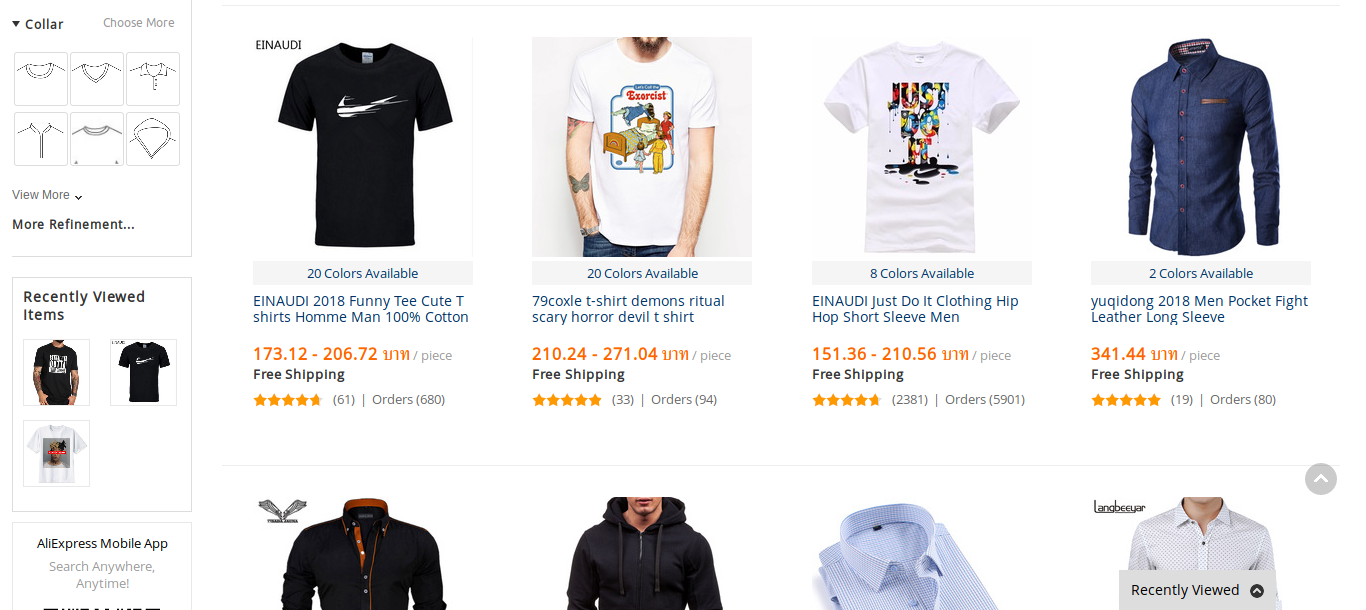 Collar
Choose More
View More
More Refinement...
Recently Viewed
Items
AliExpress Mobile App
Search Anywhere,
Anytime!
EINAUDI
20 Colors Available
EINAUDI 2018 Funny Tee Cute T
shirts Homme Man 100% Cotton
173.12 - 206.72 บาท / piece
Free Shipping
(61) | Orders (680)
Let's Call the
Exorcist
20 Colors Available
79coxle t-shirt demons ritual
scary horror devil t shirt
210.24 - 271.04 บาท / piece
Free Shipping
(33) | Orders (94)
JUST
DO
IT
8 Colors Available
EINAUDI Just Do It Clothing Hip
Hop Short Sleeve Men
151.36 - 210.56 บาท / piece
Free Shipping
(2381) | Orders (5901)
2 Colors Available
yuqidong 2018 Men Pocket Fight
Leather Long Sleeve
341.44 บาท / piece
Free Shipping
(19) | Orders (80)
Langbeeyar
Recently Viewed